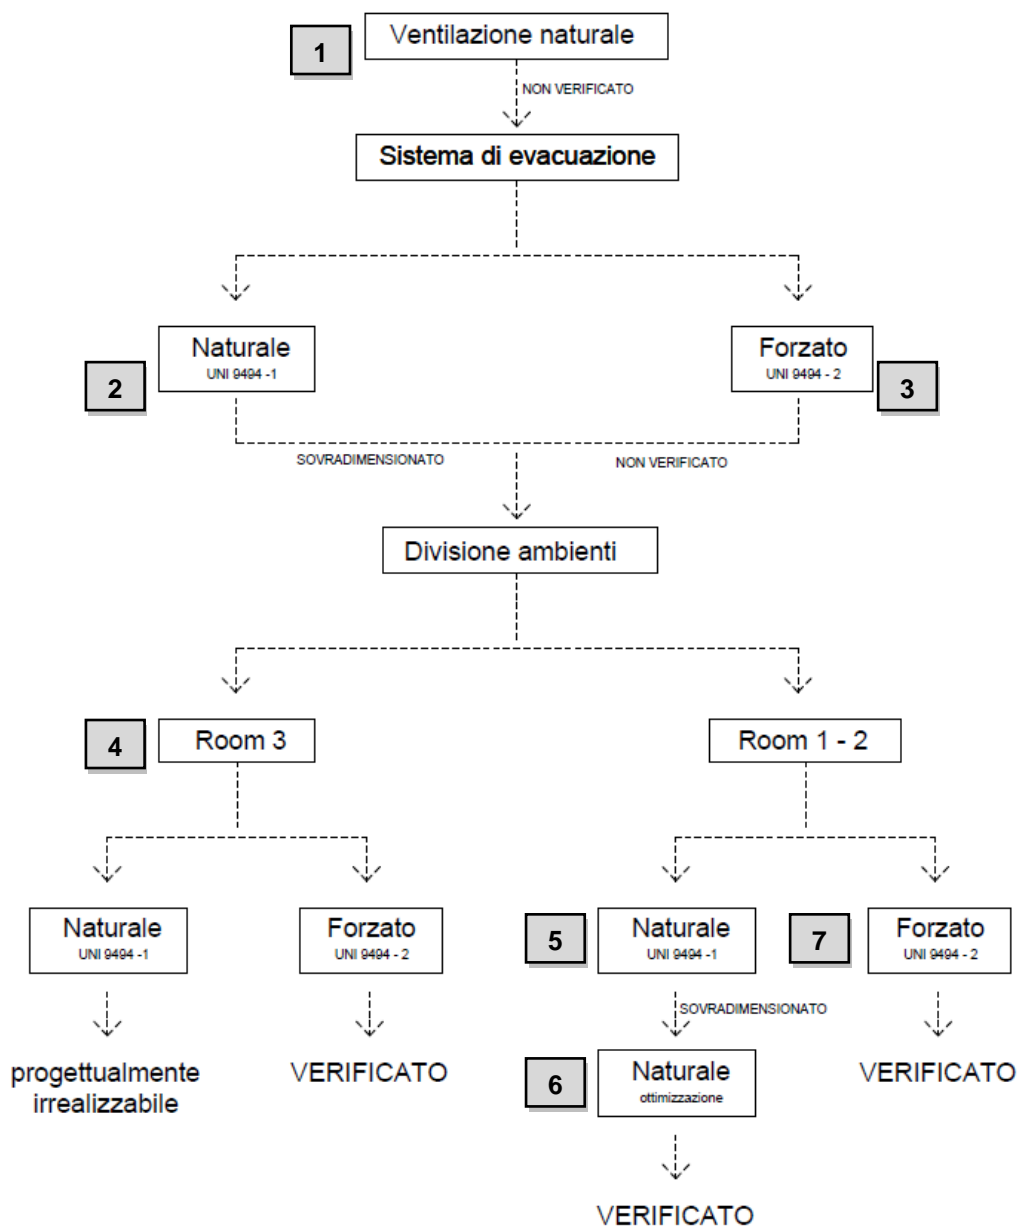 1
Ventilazione naturale
NON VERIFICATO
Sistema di evacuazione
Naturale
UNI 9494 -1
2
Forzato
UNI 9494 - 2
3
SOVRADIMENSIONATO
NON VERIFICATO
Divisione ambienti
4
Room 3
Room 1 - 2
Naturale
UNI 9494 -1
Forzato
UNI 9494 - 2
5
Naturale
UNI 9494 -1
7
Forzato
UNI 9494 - 2
SOVRADIMENSIONATO
progettualmente
irrealizzabile
VERIFICATO
6
Naturale
ottimizzazione
VERIFICATO
VERIFICATO